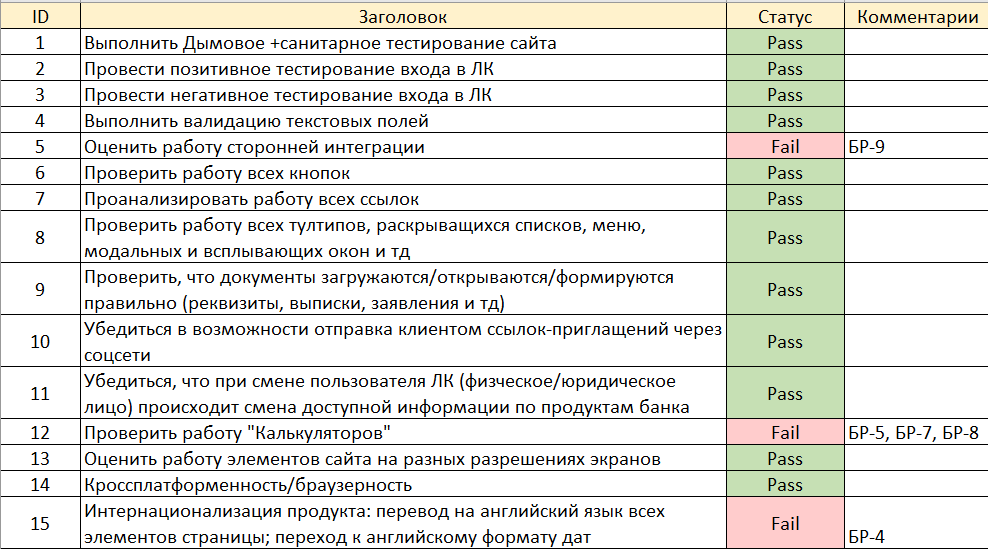 ID Заголовок Статус Комментарии
1 Выполнить Дымовое +санитарное тестирование сайта Pass
2 Провести позитивное тестирование входа в ЛК Pass
3 Провести негативное тестирование входа в ЛК Pass
4 Выполнить валидацию текстовых полей Pass
5 Оценить работу сторонней интеграции Fail БР-9
6 Проверить работу всех кнопок Pass
7 Проанализировать работу всех ссылок Pass
8 Проверить работу всех тултипов, раскрыващихся списков, меню,
модальных и всплывающих окон и тд Pass
9 Проверить, что документы загружаются/открываются/формируются
правильно (реквизиты, выписки, заявления и тд) Pass
10 Убедиться в возможности отправка клиентом ссылок-приглащений через
соцсети Pass
11 Убедиться, что при смене пользователя ЛК (физческое/юридическое
лицо) происходит смена доступной информации по продуктам банка Pass
12 Проверить работу "Калькуляторов" Fail БР-5, БР-7, БР-8
13 Оценить работу элементов сайта на разных разрешениях экранов Pass
14 Кроссплатформенность/браузерность Pass
15 Интернационализация продукта: перевод на английский язык всех
элементов страницы; переход к английскому формату дат Fail БР-4